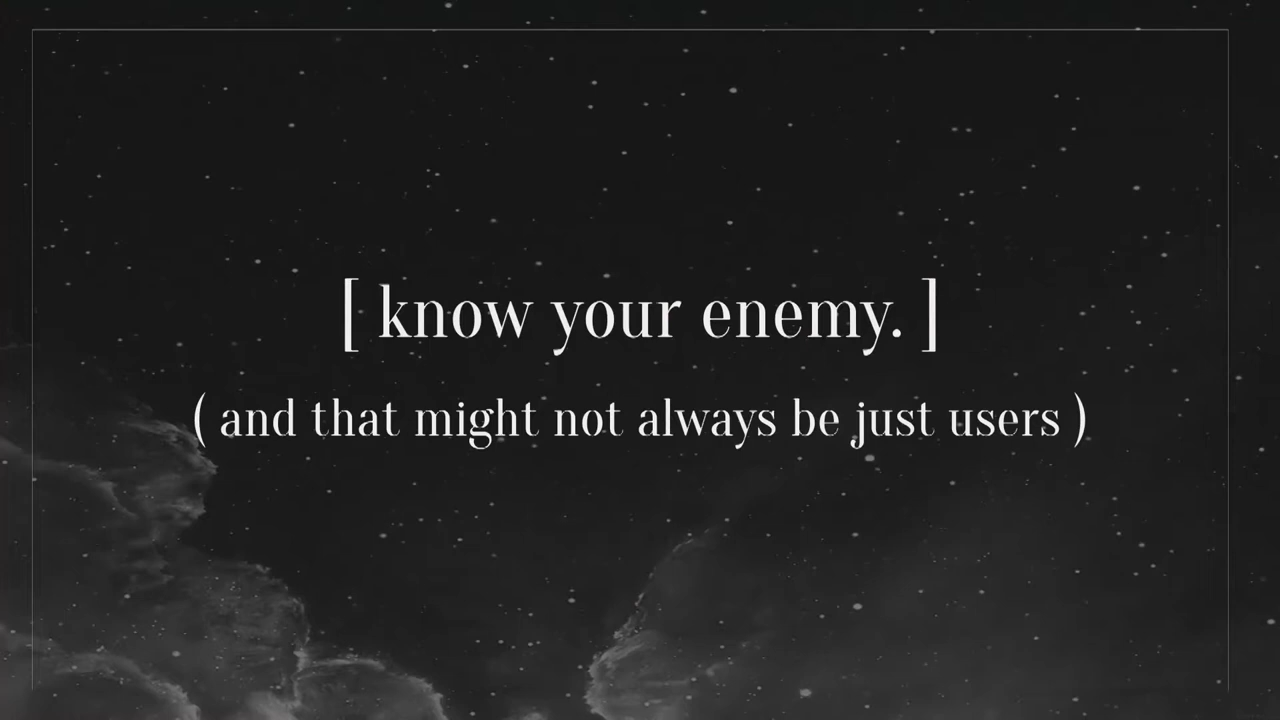 [ know your enemy. ]
( and that might not always be just users )